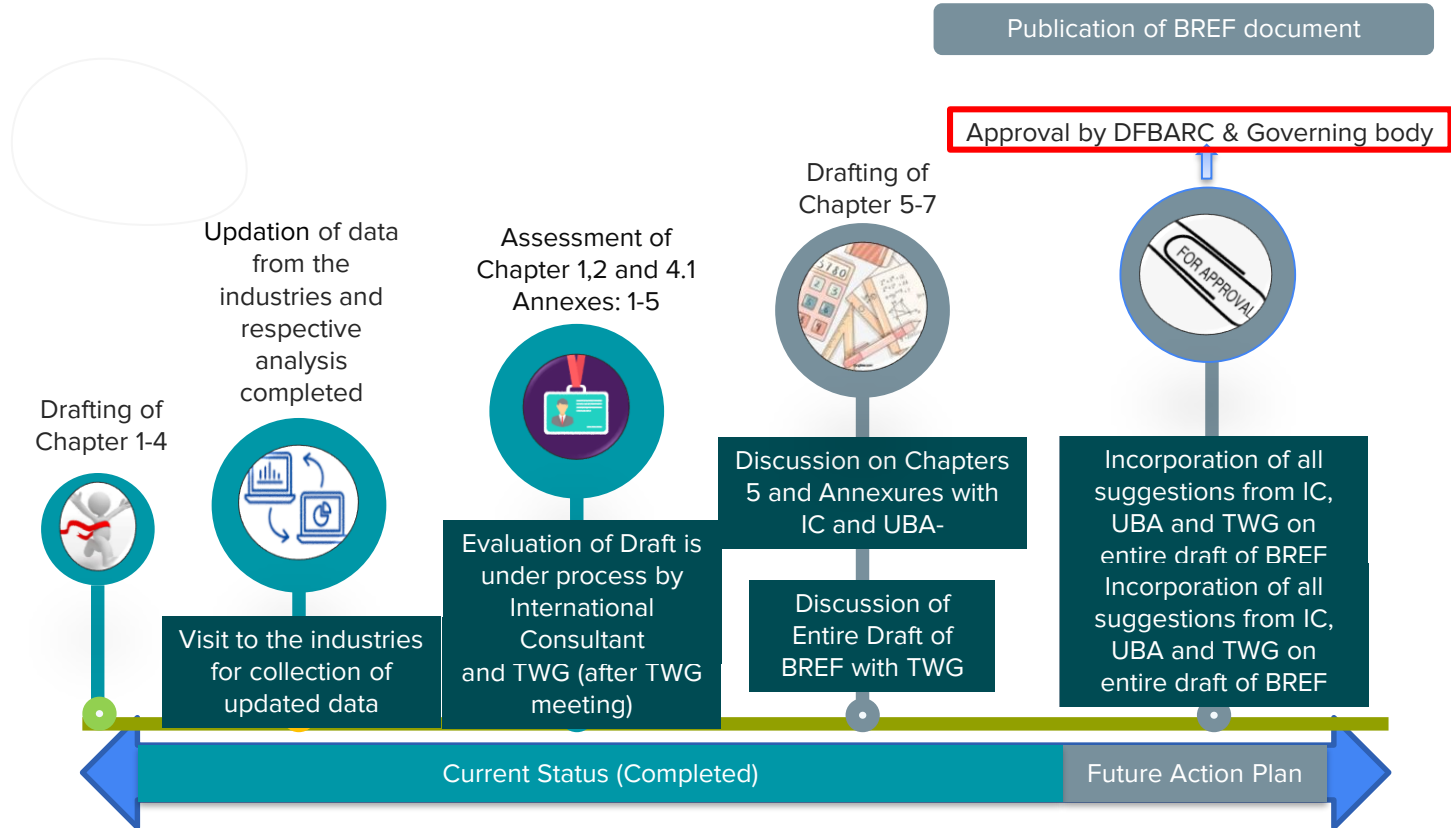 Publication of BREF document
Approval by DFBARC & Governing body
Drafting of
Chapter 1-4
Updation of data
from the
industries and
respective
analysis
completed
Visit to the industries
for collection of
updated data
Assessment of
Chapter 1,2 and 4.1
Annexes: 1-5
Evaluation of Draft is
under process by
International
Consultant
and TWG (after TWG
meeting)
Drafting of
Chapter 5-7
Discussion on Chapters
5 and Annexures with
IC and UBA-
Discussion of
Entire Draft of
BREF with TWG
FOR APPROVAL
Incorporation of all
suggestions from IC,
UBA and TWG on
entire draft of BREF
Incorporation of all
suggestions from IC,
UBA and TWG on
entire draft of BREF
Current Status (Completed)
Future Action Plan